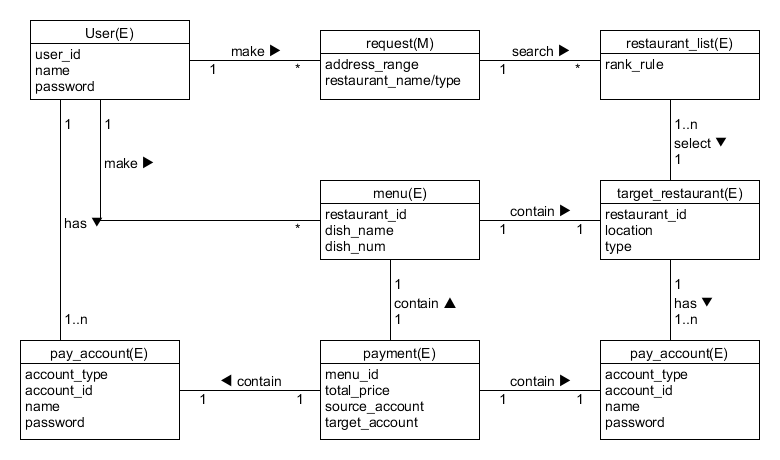 User(E)
user_id
name
password
make ▶
1
*
request(M)
address_range
restaurant_name/type
search ▶
1
*
restaurant_list(E)
rank_rule
1
1
make ▶
has ▼
*
1..n
1..n
select ▼
1
menu(E)
restaurant_id
dish_name
dish_num
contain ▶
1
1
target_restaurant(E)
restaurant_id
location
type
1
contain ▲
1
1
has ▼
1..n
pay_account(E)
account_type
account_id
name
password
◀ contain
1
1
payment(E)
menu_id
total_price
source_account
target_account
contain ▶
1
1
pay_account(E)
account_type
account_id
name
password